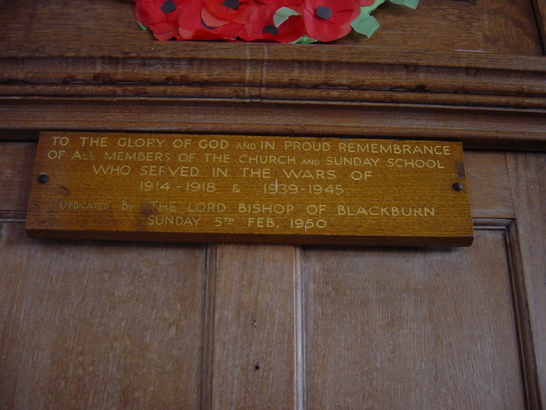 TO THE GLORY OF GOD AND IN PROUD REMEMBRANCE
OF ALL MEMBERS OF THE CHURCH AND SUNDAY SCHOOL
WHO SERVED IN THE WARS OF
1914 - 1918 & 1939-1945
DEDICATED BY THE LORD BISHOP OF BLACKBURN
SUNDAY 5TH FEB, 1950